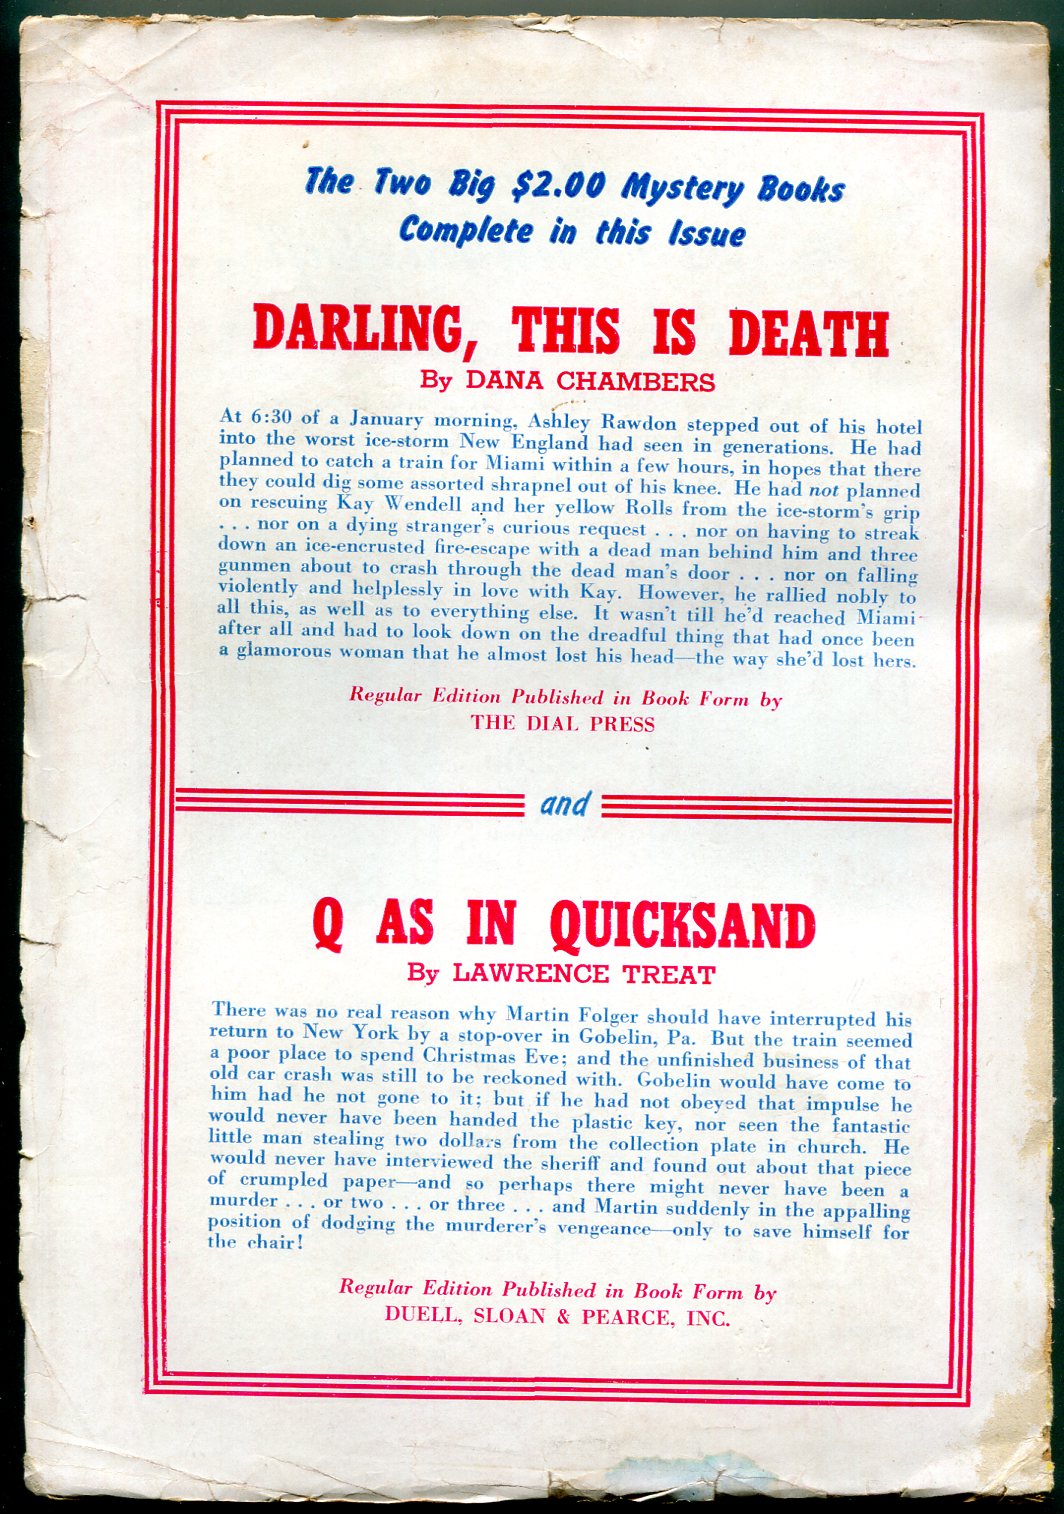 The Two Big $2.00 Mystery Books
Complete in this Issue
DARLING, THIS IS DEATH
By DANA CHAMBERS
At 6:30 of a January morning, Ashley Rawdon stepped out of his hotel
into the worst ice-storm New England had seen in generations. He had
planned to catch a train for Miami within a few hours, in hopes that there
they could dig some assorted shrapnel out of his knee. He had not planned
on rescuing Kay Wendell and her yellow Rolls from the ice-storm's grip
. . . nor on a dying stranger's curious request . . . nor on having to streak
down an ice-encrusted fire-escape with a dead man behind him and three
gunmen about to crash through the dead man's door . . . nor on falling
violently and helplessly in love with Kay. However, he rallied nobly to
all this, as well as to everything else. It wasn't till he'd reached Miami
after all and had to look down on the dreadful thing that had once been
a glamorous woman that he almost lost his head—the way she'd lost hers.
Regular Edition Published in Book Form by
THE DIAL PRESS
and
Q AS IN QUICKSAND
By LAWRENCE TREAT
There was no real reason why Martin Folger should have interrupted his
return to New York by a stop-over in Gobelin, Pa. But the train seemed
a poor place to spend Christmas Eve; and the unfinished business of that
old car crash was still to be reckoned with. Gobelin would have come to
him had he not gone to it; but if he had not obeyed that impulse he
would never have been handed the plastic key, nor seen the fantastic
little man stealing two dollars from the collection plate in church. He
would never have interviewed the sheriff and found out about that piece
of crumpled paper—and so perhaps there might never have been a
murder . . . or two . . . or three . . . and Martin suddenly in the appalling
position of dodging the murderer's vengeance—only to save himself for
the chair!
Regular Edition Published in Book Form by
DUELL, SLOAN & PEARCE, INC.